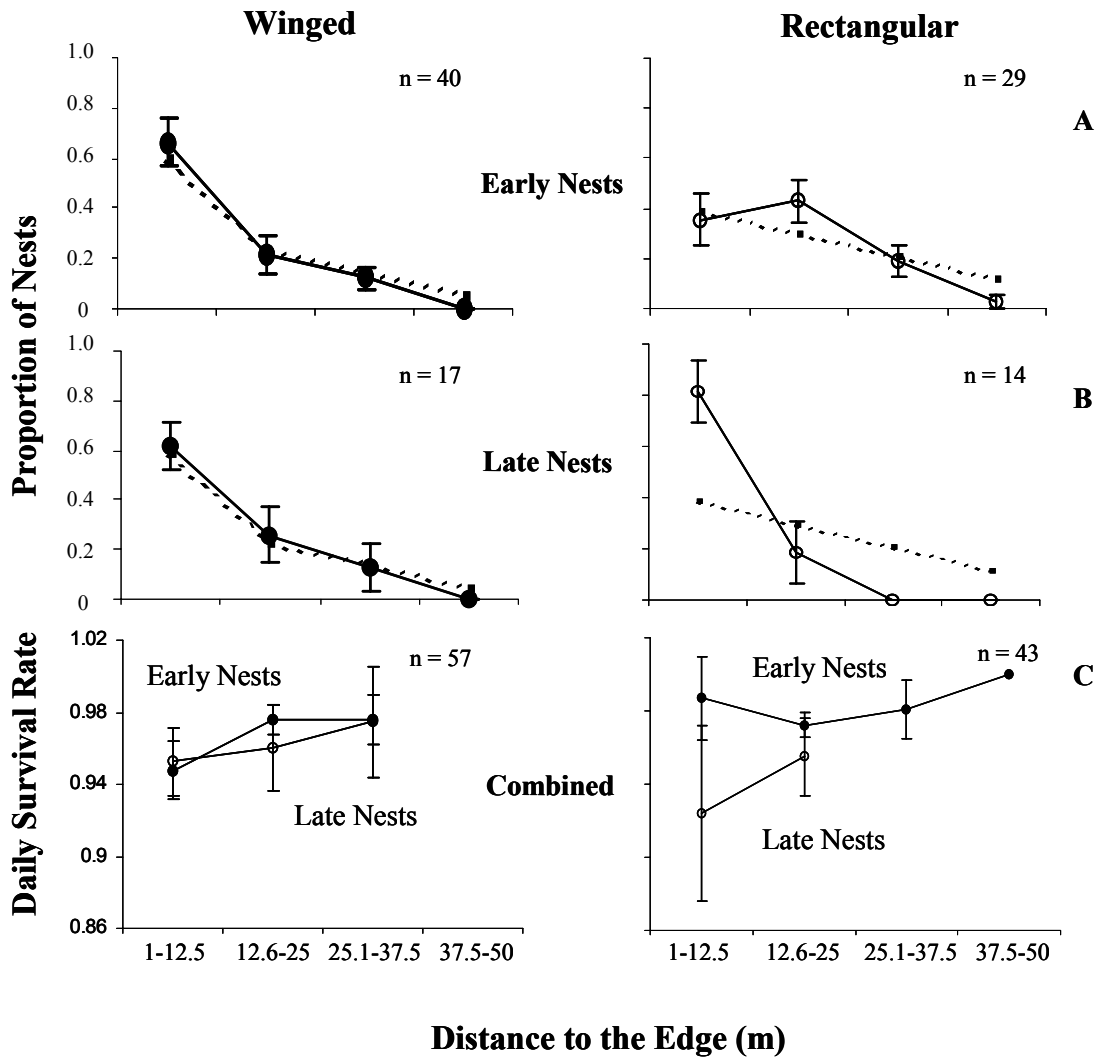 Winged
Rectangular
1.0
0.8
0.6
0.4
0.2
0
n = 40
n = 29
A
Early Nests
Proportion of Nests
1.0
0.8
0.6
0.4
0.2
0
n = 17
n = 14
B
Late Nests
Daily Survival Rate
1.02
0.98
0.94
0.9
0.86
Early Nests
n = 57
Late Nests
Combined
Early Nests
n = 43
C
Late Nests
1-12.5 12.6-25 25.1-37.5 37.5-50
1-12.5 12.6-25 25.1-37.5 37.5-50
Distance to the Edge (m)